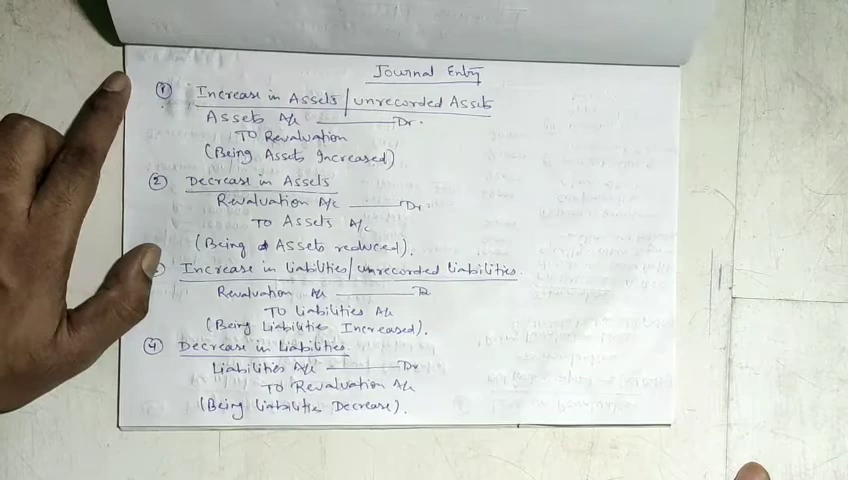 Journal Entry
① Increase in Assets / unrecorded Assets
Assets A/c ——— Dr.
To Revaluation
(Being Assets Increased)
② Decrease in Assets
Revaluation A/c ——— Dr.
To Assets A/c
(Being Assets reduced).
Increase in liabilities / unrecorded liabilities.
Revaluation A/c ——— Dr
To Liabilities A/c
(Being Liabilities Increased).
④ Decrease in Liabilities.
Liabilities A/c ——— Dr
To Revaluation A/c
(Being liabilities Decrease).